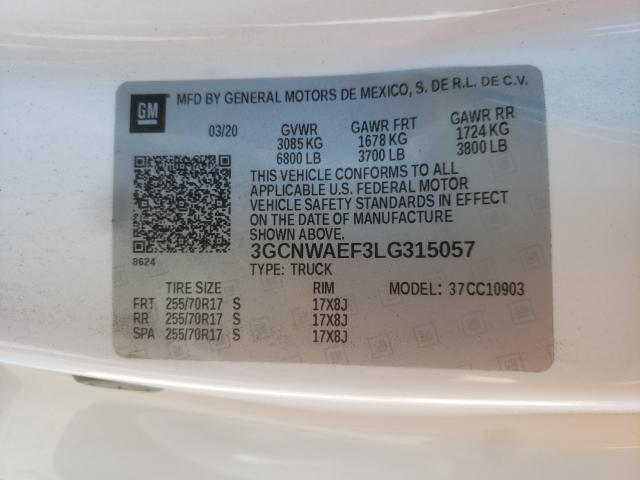 GM
MFD BY GENERAL MOTORS DE MEXICO, S. DE R.L. DE C.V.
03/20 GVWR GAWR FRT GAWR RR
3085 KG 1678 KG 1724 KG
6800 LB 3700 LB 3800 LB
THIS VEHICLE CONFORMS TO ALL
APPLICABLE U.S. FEDERAL MOTOR
VEHICLE SAFETY STANDARDS IN EFFECT
ON THE DATE OF MANUFACTURE
SHOWN ABOVE.
8624
3GCNWAEF3LG315057
TYPE: TRUCK
TIRE SIZE RIM MODEL: 37CC10903
FRT 255/70R17 S 17X8J
RR 255/70R17 S 17X8J
SPA 255/70R17 S 17X8J